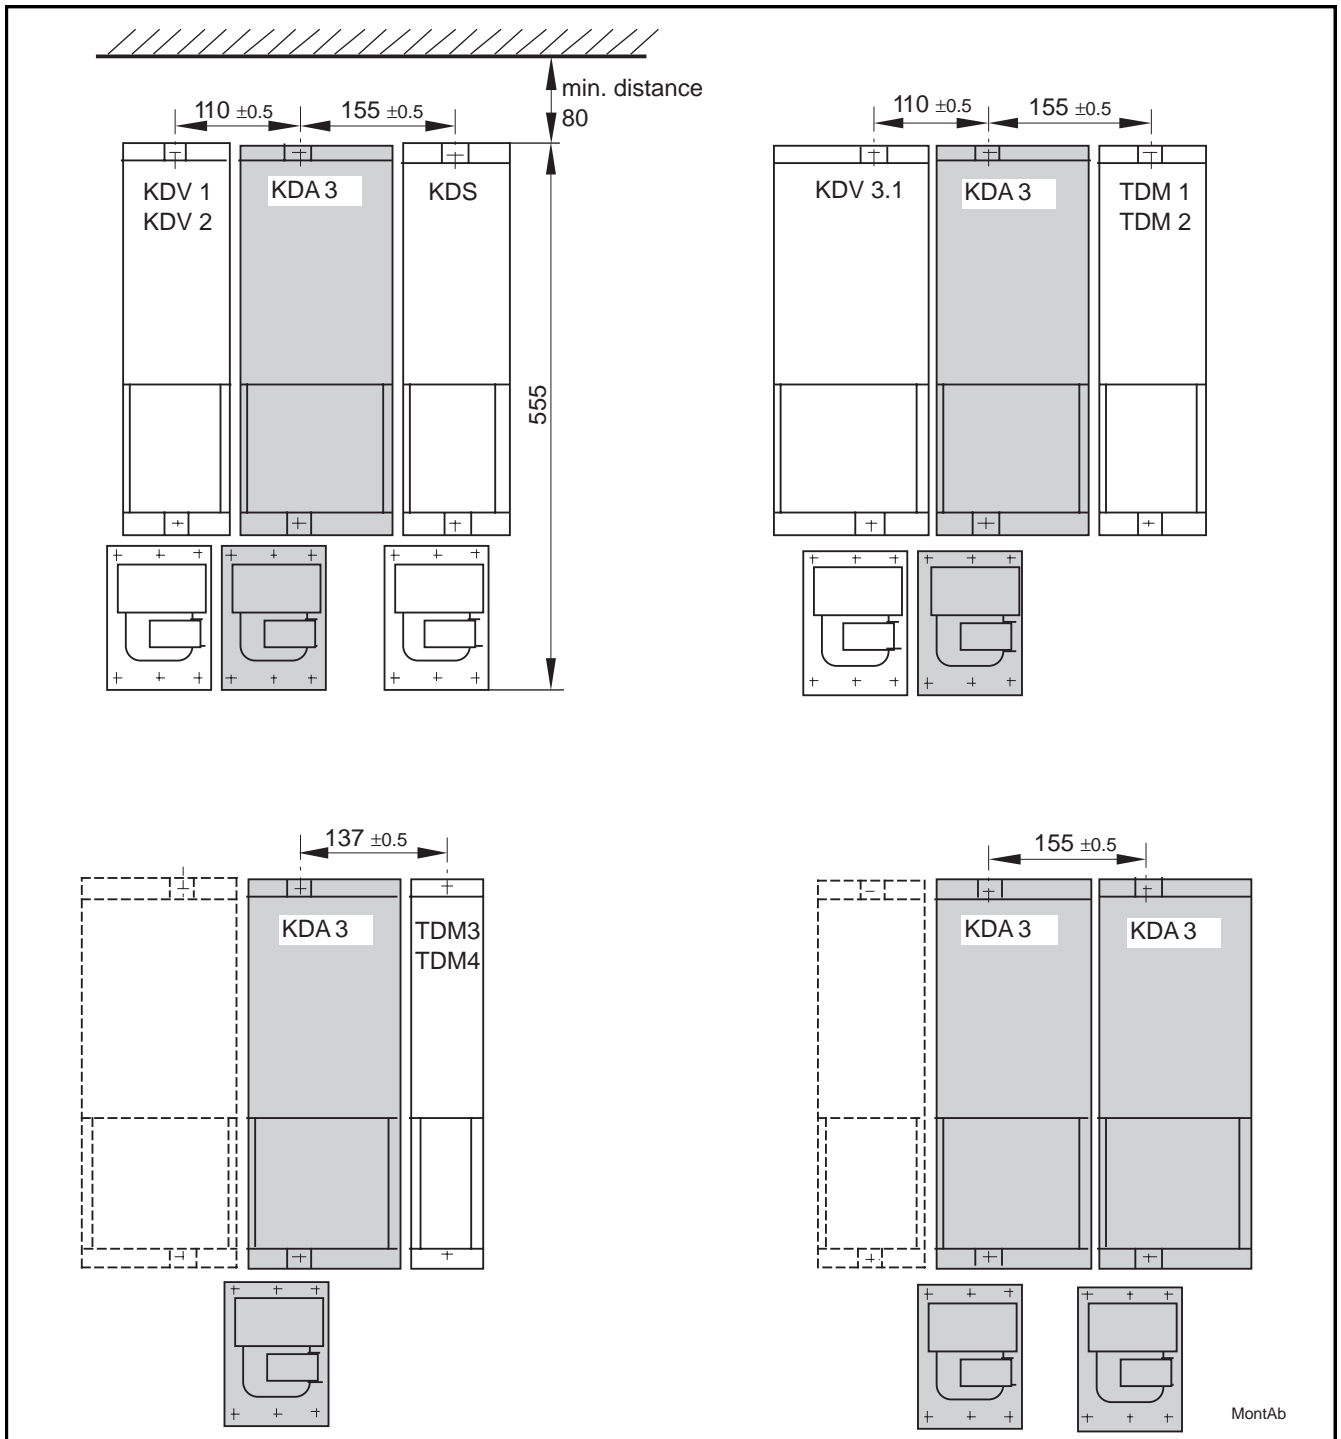 min. distance
80
110 ±0.5
155 ±0.5
KDV 1
KDV 2
KDA 3
KDS
555
110 ±0.5
155 ±0.5
KDV 3.1
KDA 3
TDM 1
TDM 2
137 ±0.5
KDA 3
TDM3
TDM4
155 ±0.5
KDA 3
KDA 3
MontAb